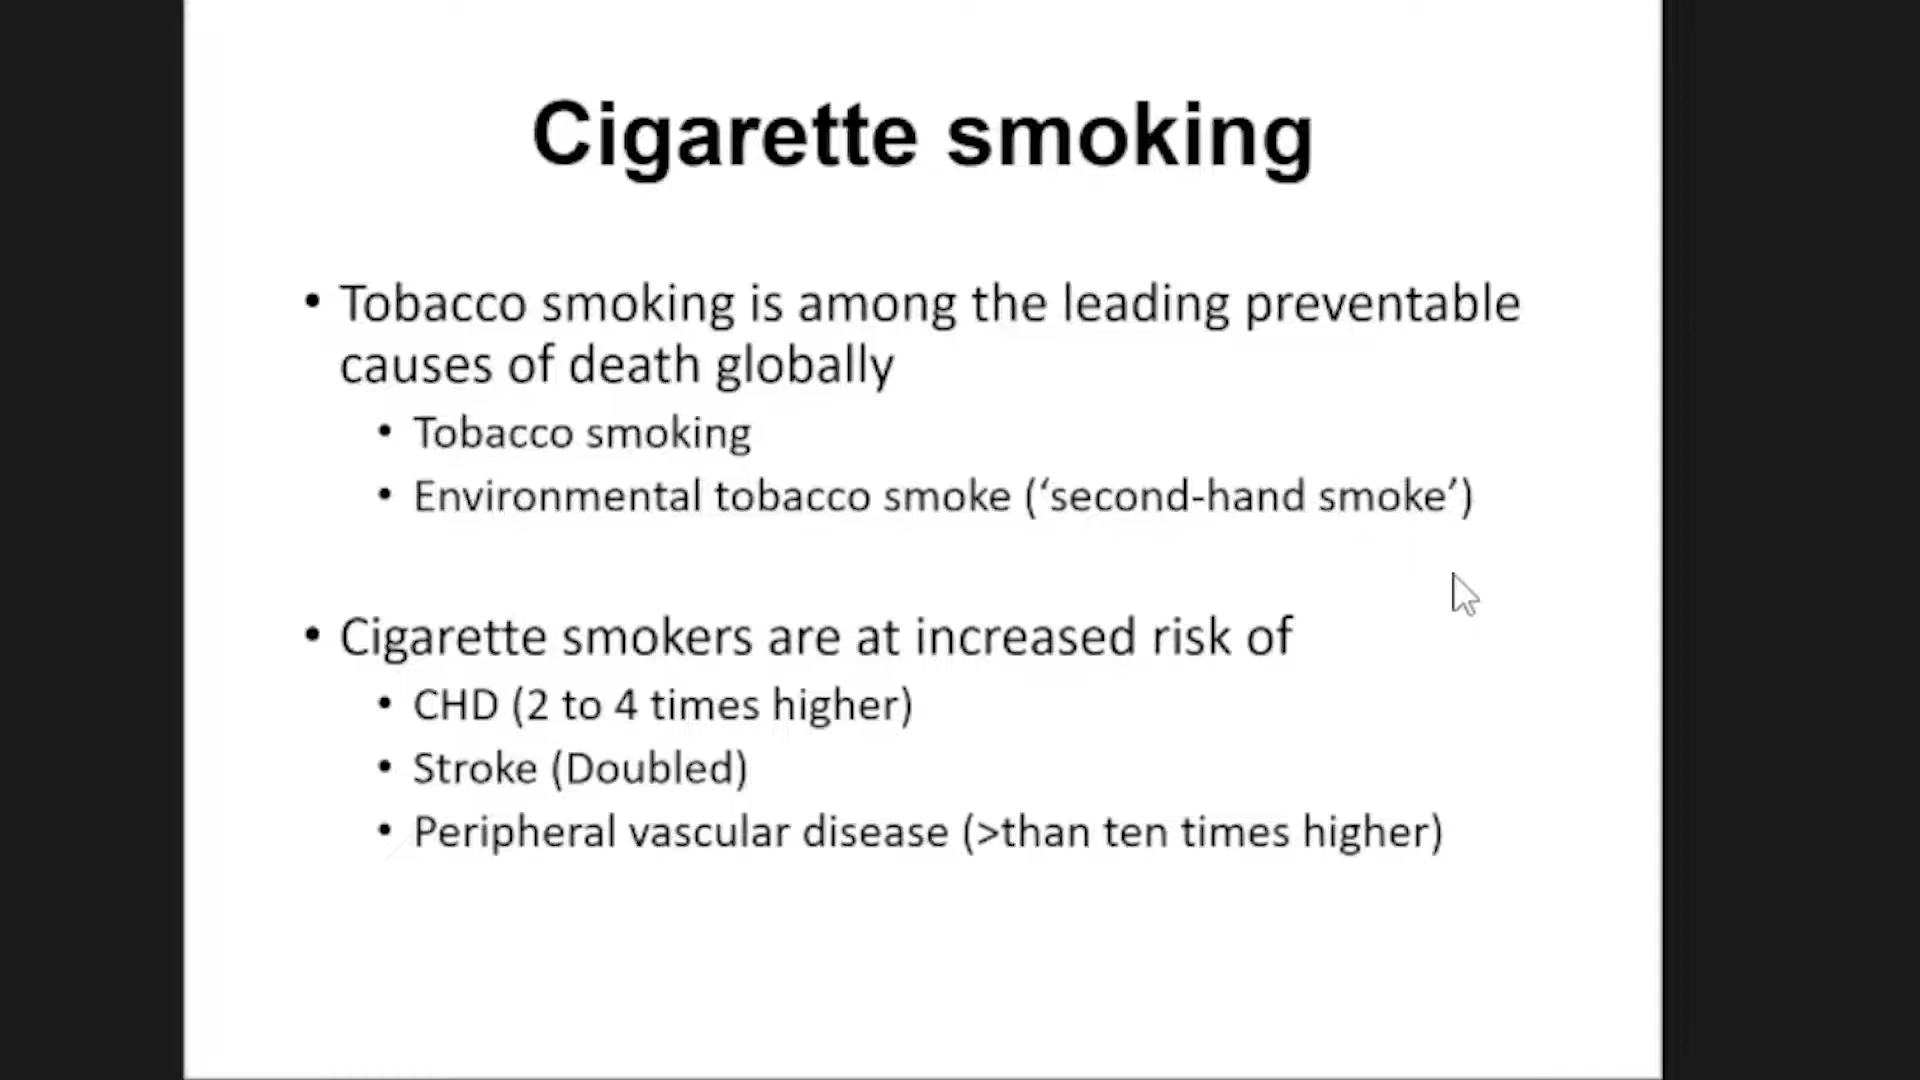 Cigarette smoking
• Tobacco smoking is among the leading preventable
causes of death globally
• Tobacco smoking
• Environmental tobacco smoke (‘second-hand smoke’)
• Cigarette smokers are at increased risk of
• CHD (2 to 4 times higher)
• Stroke (Doubled)
• Peripheral vascular disease (>than ten times higher)